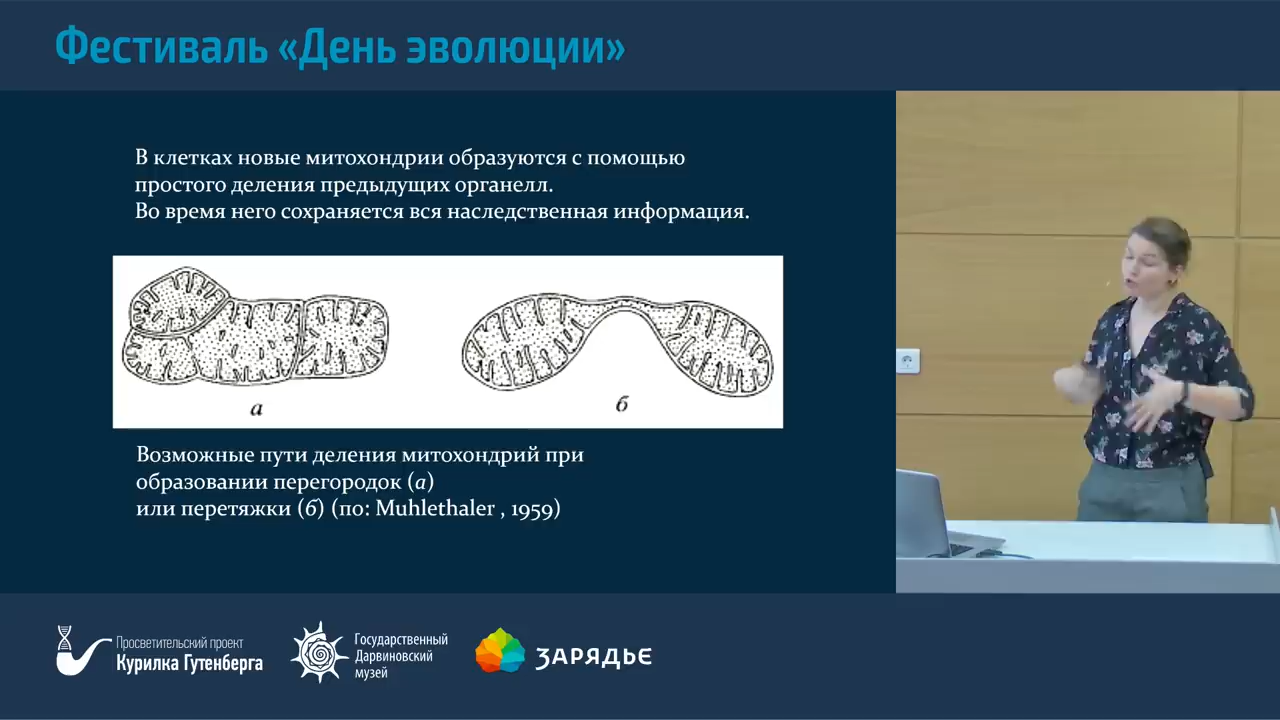 Фестиваль «День эволюции»
В клетках новые митохондрии образуются с помощью
простого деления предыдущих органелл.
Во время него сохраняется вся наследственная информация.
а
б
Возможные пути деления митохондрий при
образовании перегородок (а)
или перетяжки (б) (по: Muhlethaler , 1959)
Просветительский проект
Курилка Гутенберга
Государственный
Дарвиновский
музей
ЗАРЯДЬЕ